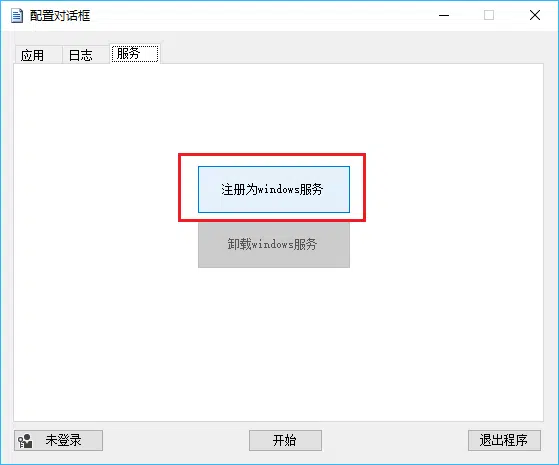 配置对话框
应用 日志 服务
注册为windows服务
卸载windows服务
未登录 开始 退出程序